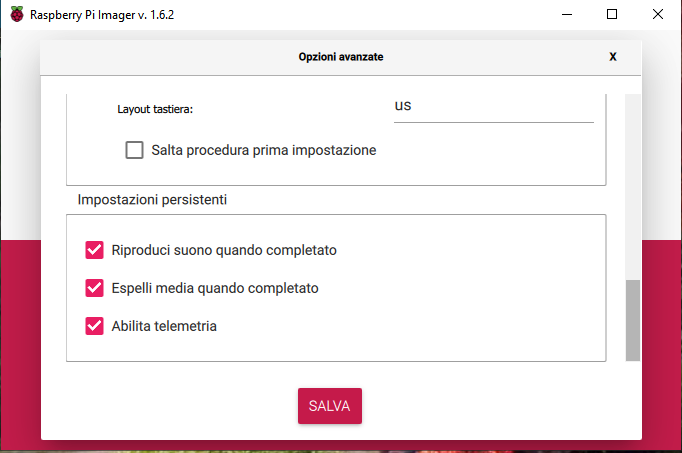 Raspberry Pi Imager v. 1.6.2
Opzioni avanzate
X
Layout tastiera:
us
Salta procedura prima impostazione
Impostazioni persistenti
Riproduci suono quando completato
Espelli media quando completato
Abilita telemetria
SALVA